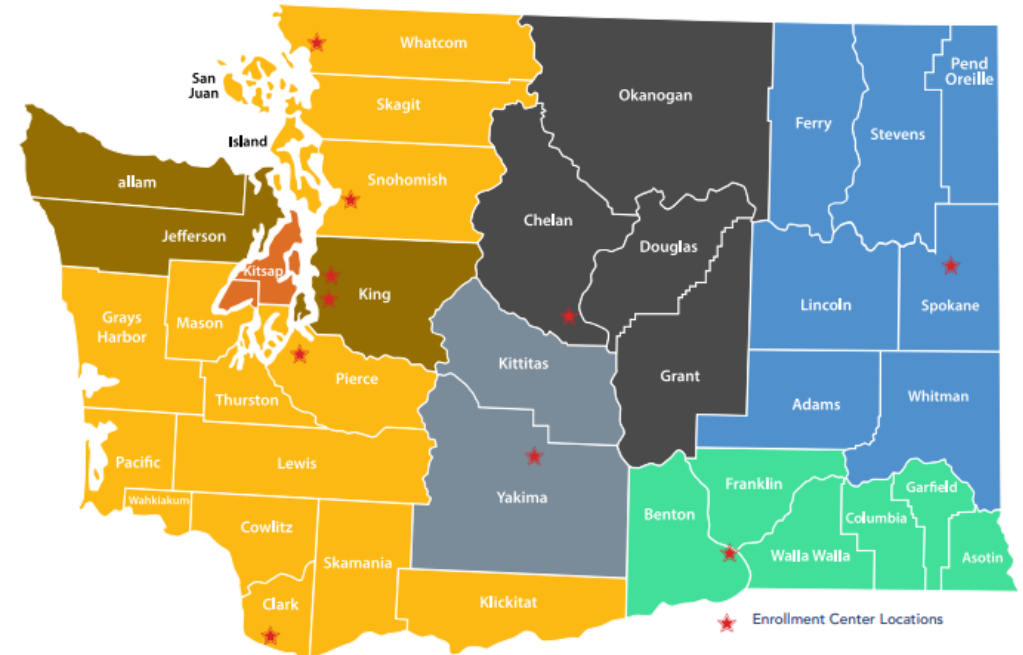 Whatcom
San
Juan
Skagit
Island
Snohomish
allam
Jefferson
Kitsap
King
Grays
Harbor
Mason
Pierce
Thurston
Pacific
Lewis
Wahkiakum
Cowlitz
Skamania
Clark
Klickitat
Okanogan
Chelan
Douglas
Grant
Kittitas
Yakima
Ferry
Stevens
Pend
Oreille
Lincoln
Spokane
Adams
Whitman
Benton
Franklin
Walla Walla
Columbia
Garfield
Asotin
Enrollment Center Locations